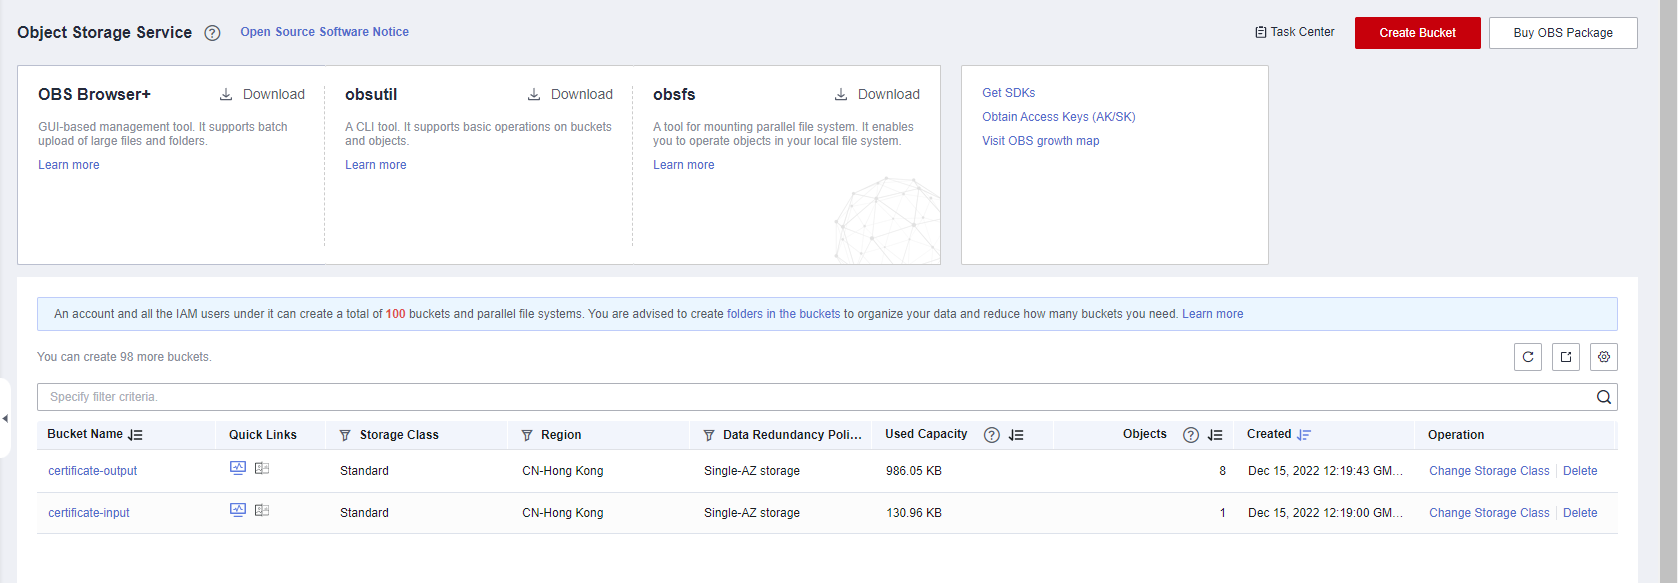 Object Storage Service ? Open Source Software Notice Task Center Create Bucket Buy OBS Package
OBS Browser+ Download
GUI-based management tool. It supports batch
upload of large files and folders.
Learn more
obsutil Download
A CLI tool. It supports basic operations on buckets
and objects.
Learn more
obsfs Download
A tool for mounting parallel file system. It enables
you to operate objects in your local file system.
Learn more
Get SDKs
Obtain Access Keys (AK/SK)
Visit OBS growth map
An account and all the IAM users under it can create a total of 100 buckets and parallel file systems. You are advised to create folders in the buckets to organize your data and reduce how many buckets you need. Learn more
You can create 98 more buckets.
Specify filter criteria.
Bucket Name Quick Links Storage Class Region Data Redundancy Poli... Used Capacity ? Objects ? Created Operation
certificate-output Standard CN-Hong Kong Single-AZ storage 986.05 KB 8 Dec 15, 2022 12:19:43 GM... Change Storage Class Delete
certificate-input Standard CN-Hong Kong Single-AZ storage 130.96 KB 1 Dec 15, 2022 12:19:00 GM... Change Storage Class Delete